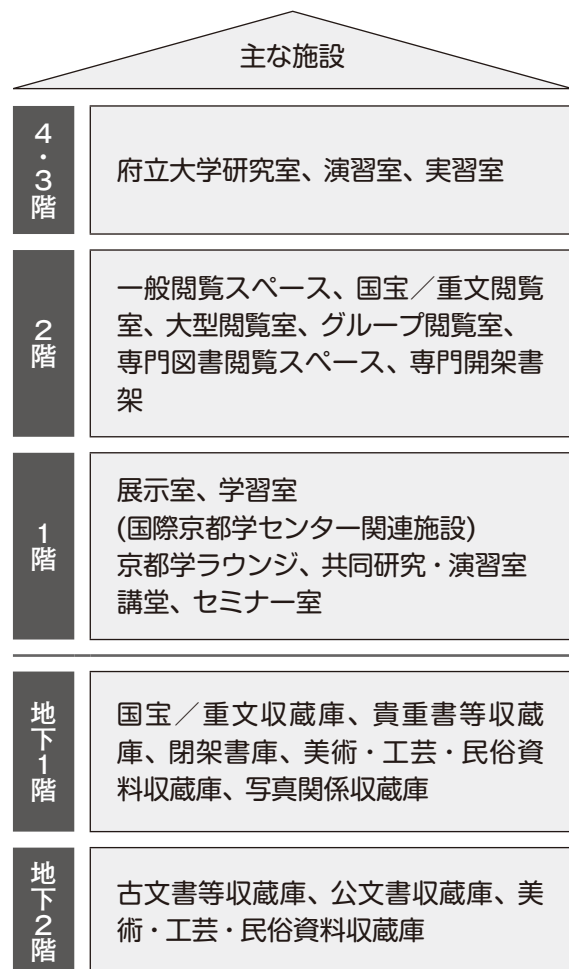 主な施設
4・3階
府立大学研究室、演習室、実習室
2階
一般閲覧スペース、国宝／重文閲覧
室、大型閲覧室、グループ閲覧室、
専門図書閲覧スペース、専門開架書
架
1階
展示室、学習室
(国際京都学センター関連施設)
京都学ラウンジ、共同研究・演習室
講堂、セミナー室
地下1階
国宝／重文収蔵庫、貴重書等収蔵
庫、閉架書庫、美術・工芸・民俗資
料収蔵庫、写真関係収蔵庫
地下2階
古文書等収蔵庫、公文書収蔵庫、美
術・工芸・民俗資料収蔵庫